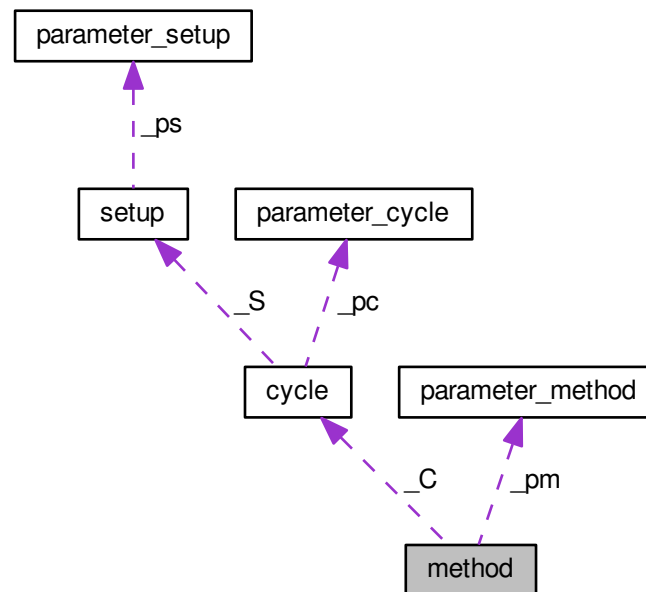 parameter_setup
_ps
setup
parameter_cycle
_S
_pc
cycle
parameter_method
_C
_pm
method